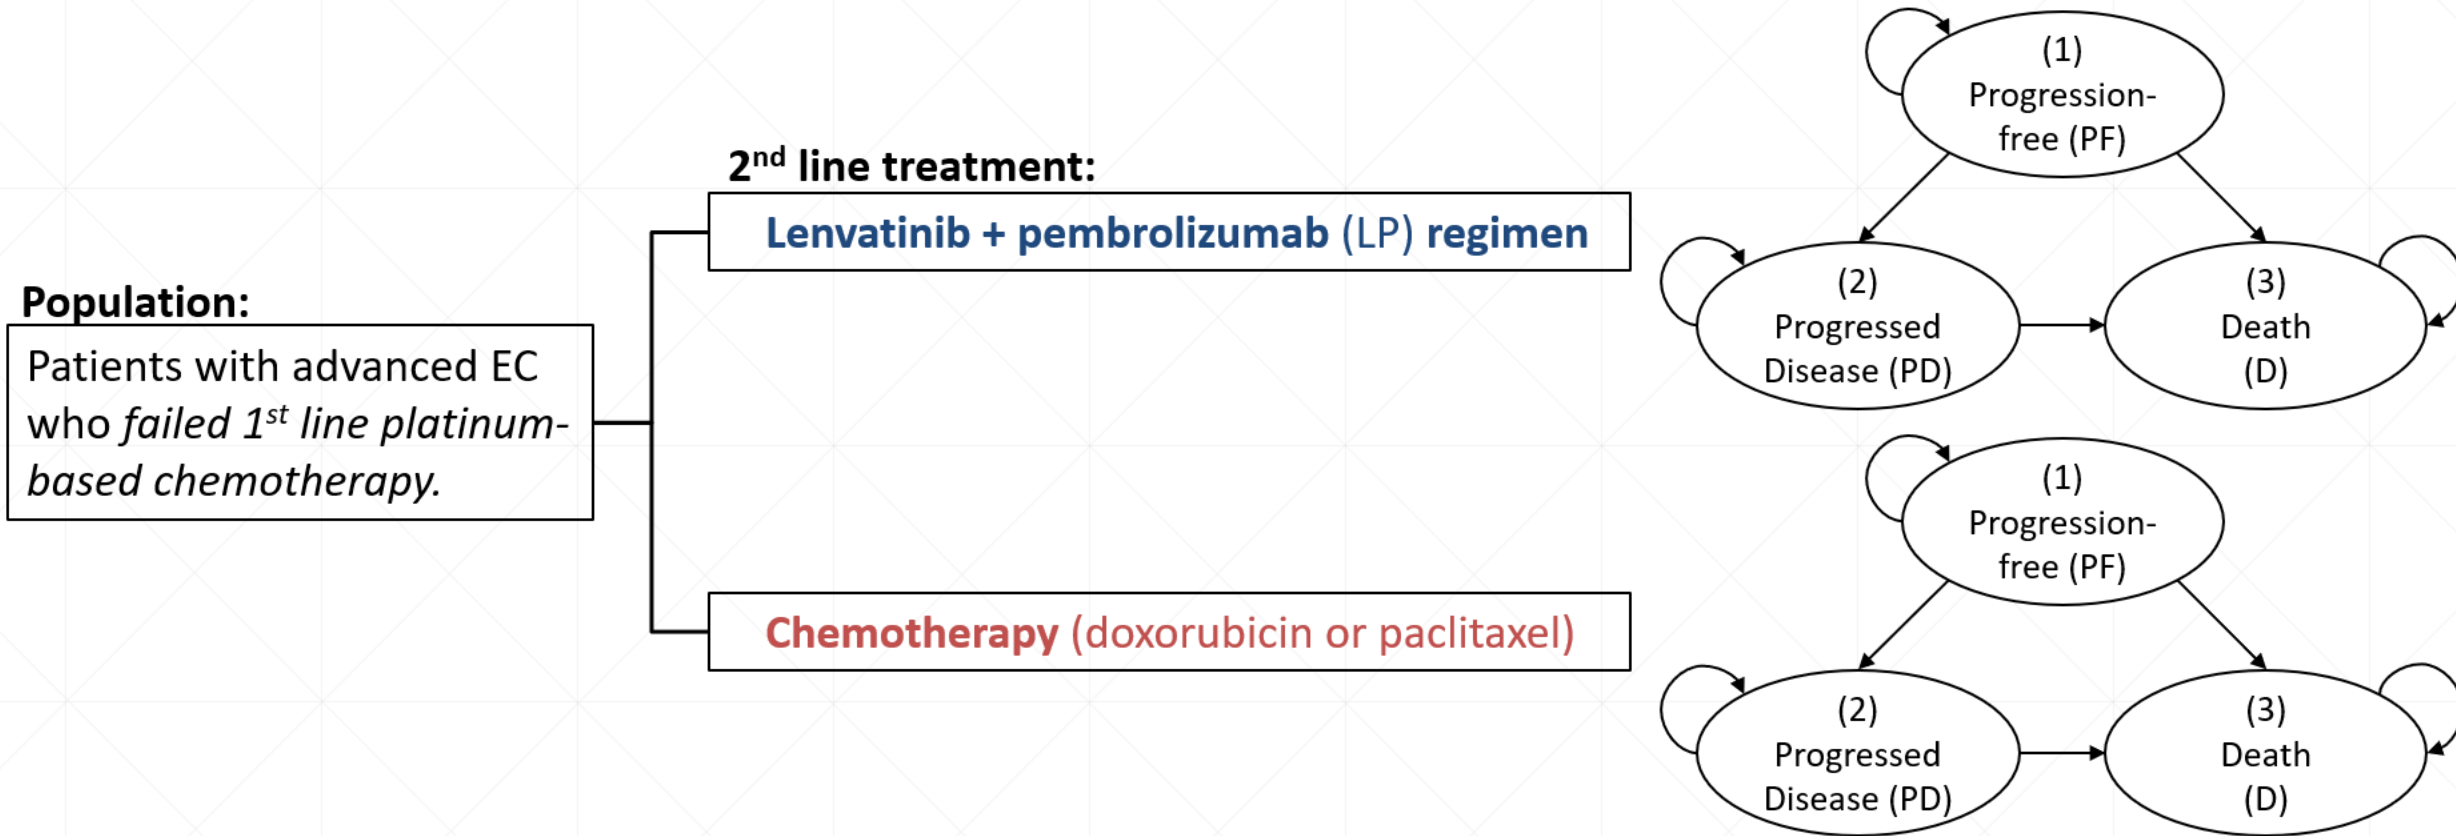 Population:
Patients with advanced EC
who failed 1st line platinum-
based chemotherapy.
2nd line treatment:
Lenvatinib + pembrolizumab (LP) regimen
Chemotherapy (doxorubicin or paclitaxel)
(1)
Progression-
free (PF)
(2)
Progressed
Disease (PD)
(3)
Death
(D)
(1)
Progression-
free (PF)
(2)
Progressed
Disease (PD)
(3)
Death
(D)